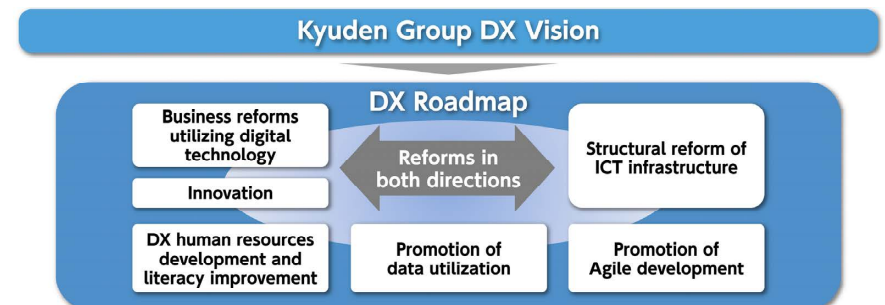 Kyuden Group DX Vision
DX Roadmap
Business reforms
utilizing digital
technology
Innovation
Reforms in
both directions
Structural reform of
ICT infrastructure
DX human resources
development and
literacy improvement
Promotion of
data utilization
Promotion of
Agile development